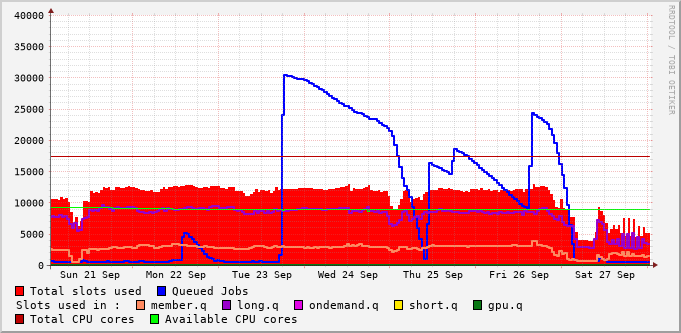 RRDTOOL / TOBI OETIKER
40000
35000
30000
25000
20000
15000
10000
5000
0
Sun 21 Sep Mon 22 Sep Tue 23 Sep Wed 24 Sep Thu 25 Sep Fri 26 Sep Sat 27 Sep
Total slots used Queued Jobs
Slots used in : member.q long.q ondemand.q short.q gpu.q
Total CPU cores Available CPU cores